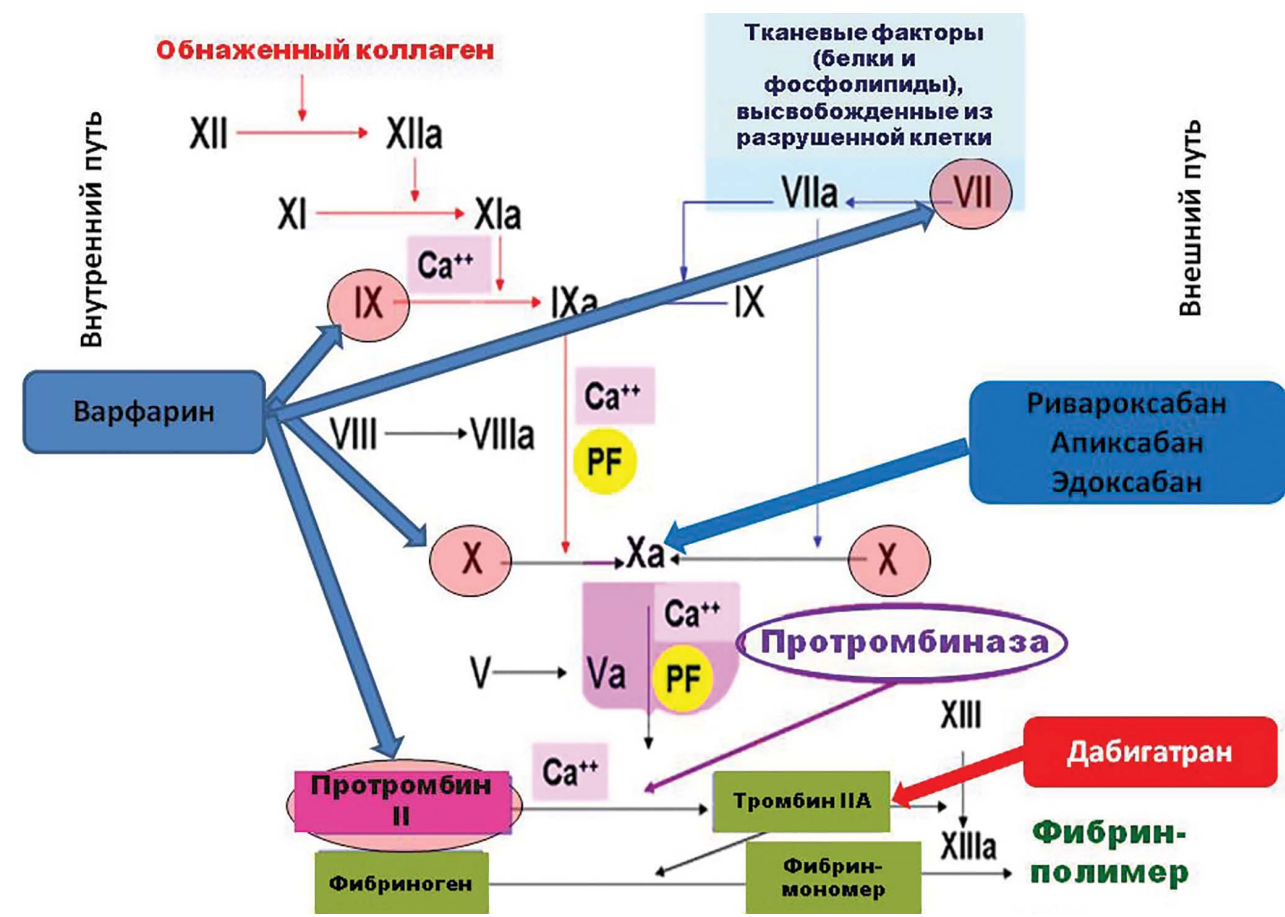 Обнаженный коллаген
Тканевые факторы
(белки и
фосфолипиды),
высвобожденные из
разрушенной клетки
Внутренний путь
Внешний путь
XII
XIIa
VIIa
VII
XI
XIa
Ca⁺⁺
IX
IXa
IX
Варфарин
Ca⁺⁺
VIII
VIIIa
PF
Ривароксабан
Апиксабан
Эдоксабан
X
Xa
X
Ca⁺⁺
Протромбиназа
V
Va
PF
XIII
Дабигатран
Ca⁺⁺
Протромбин
II
Тромбин IIА
XIIIa
Фибрин-
полимер
Фибриноген
Фибрин-
мономер